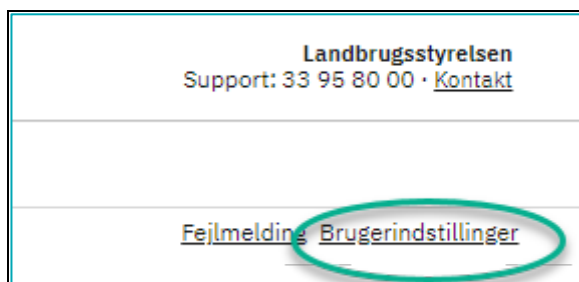 Landbrugsstyrelsen
Support: 33 95 80 00 · Kontakt
Fejlmelding Brugerindstillinger